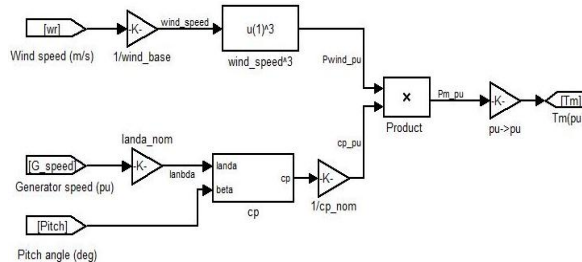 [wr]
Wind speed (m/s)
-K-
1/wind_base
wind_speed
u(1)^3
wind_speed^3
Pwind_pu
×
Product
Pm_pu
-K-
pu->pu
[Tm]
Tm(pu
[G_speed]
Generator speed (pu)
landa_nom
-K-
lanbda
landa
beta
cp
cp
-K-
1/cp_nom
cp_pu
[Pitch]
Pitch angle (deg)